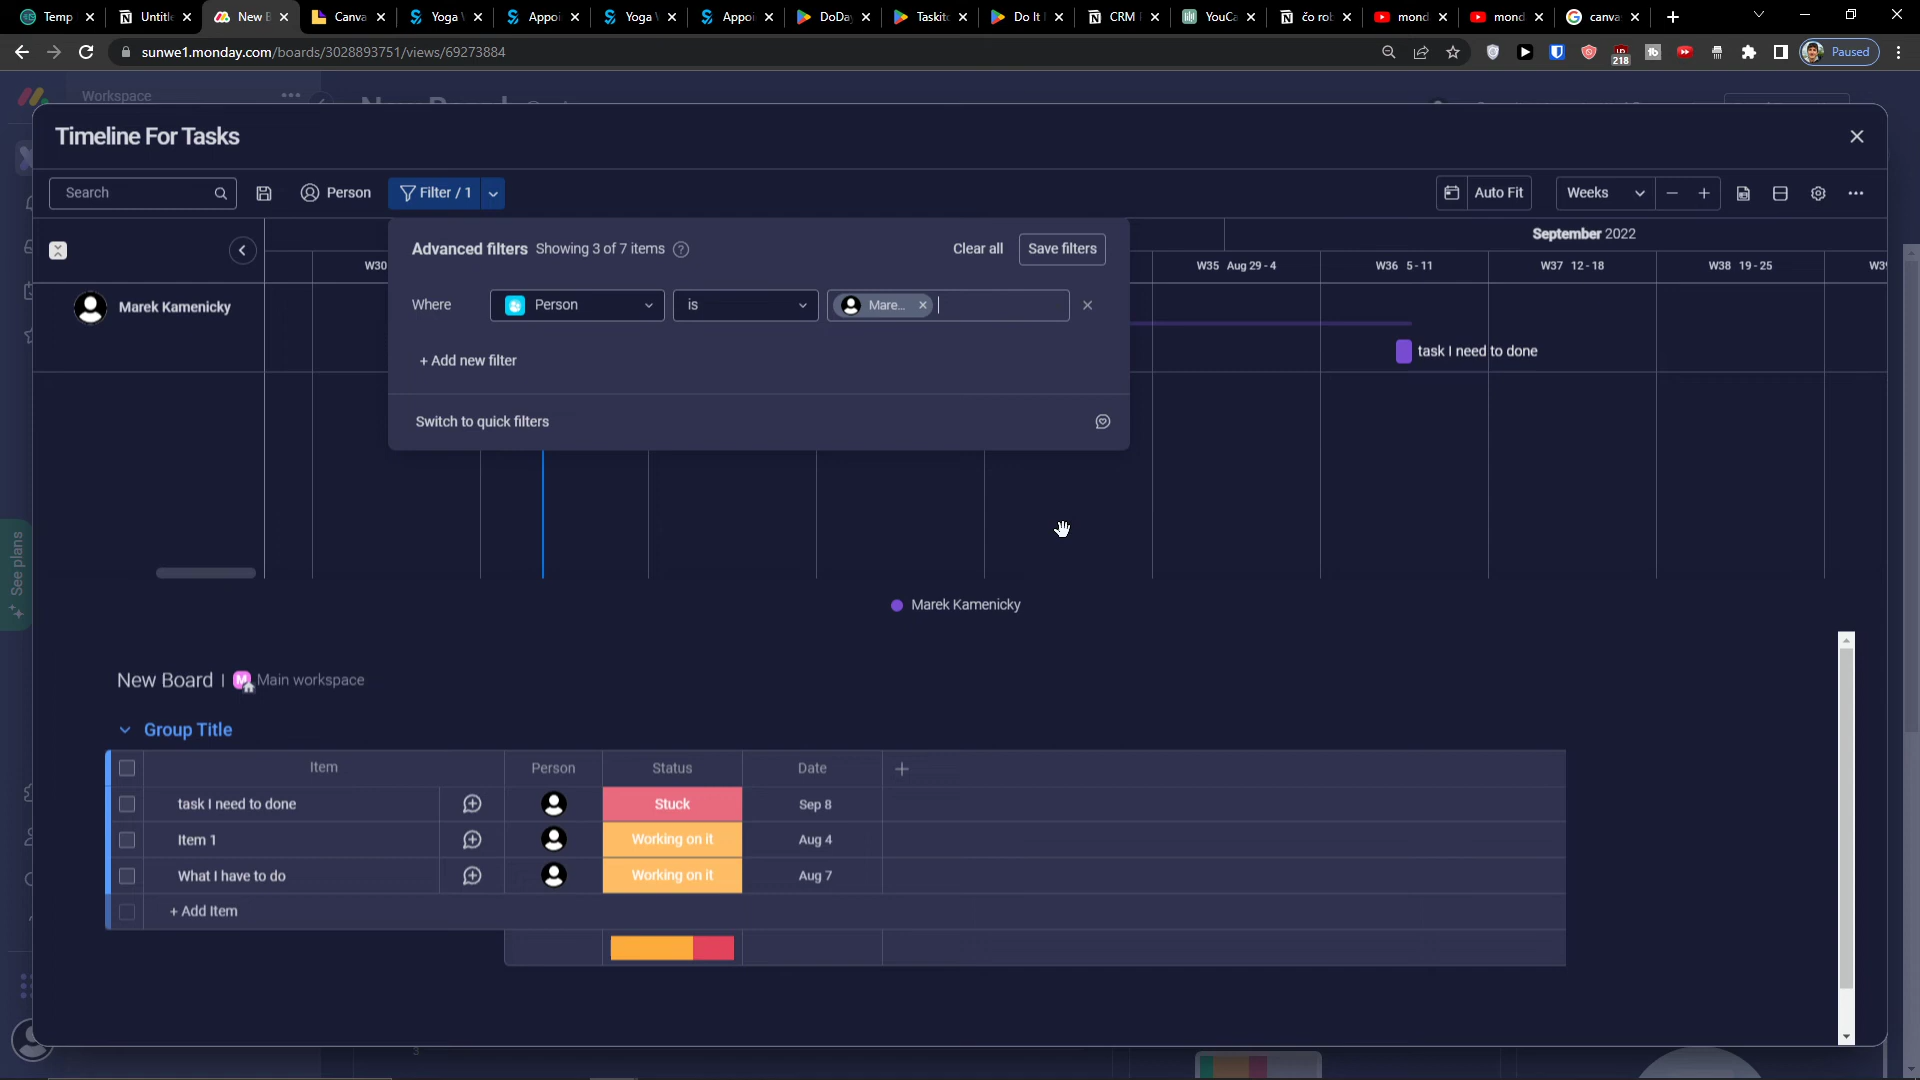 Temp
Untitl
New B
Canva
Yoga
Appoi
Yoga
Appoi
DoDay
Taskit
Do It
CRM
YouCa
čo rol
mond
mond
canva
sunwe1.monday.com/boards/3028893751/views/69273884
218
Paused
Workspace
Timeline For Tasks
Search
Person
Filter / 1
Auto Fit
Weeks
September 2022
W30
W35 Aug 29 - 4
W36 5 - 11
W37 12 - 18
W38 19 - 25
W39
Advanced filters Showing 3 of 7 items ?
Clear all
Save filters
Where
Person
is
Mare...
+ Add new filter
Switch to quick filters
Marek Kamenicky
task I need to done
See plans
Marek Kamenicky
New Board | M Main workspace
Group Title
Item Person Status Date
task I need to done Stuck Sep 8
Item 1 Working on it Aug 4
What I have to do Working on it Aug 7
+ Add Item
3